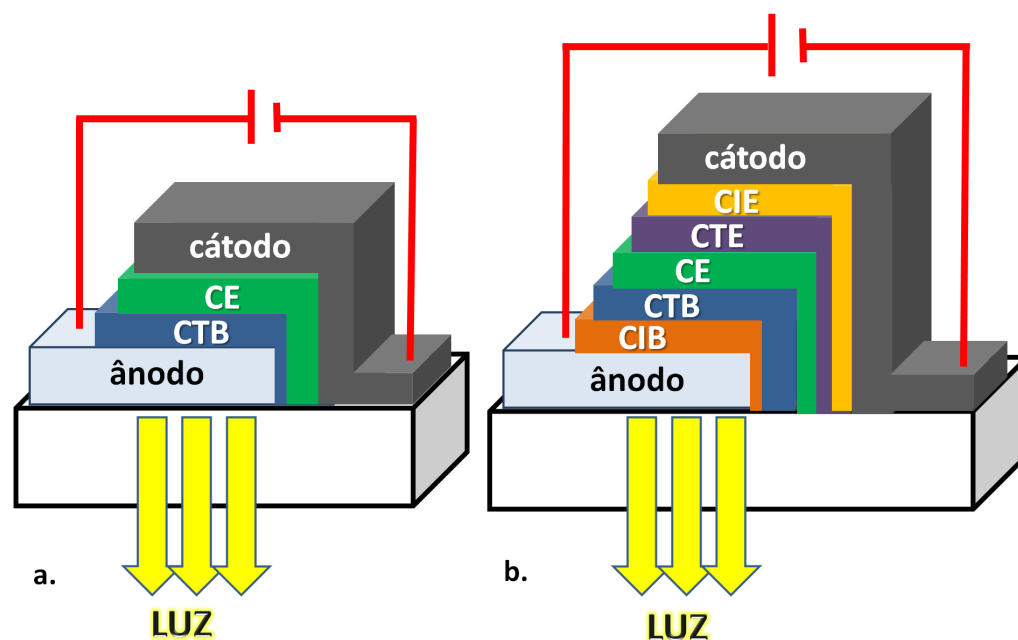 cátodo
CE
CTB
ânodo
a.
LUZ
cátodo
CIE
CTE
CE
CTB
CIB
ânodo
b.
LUZ